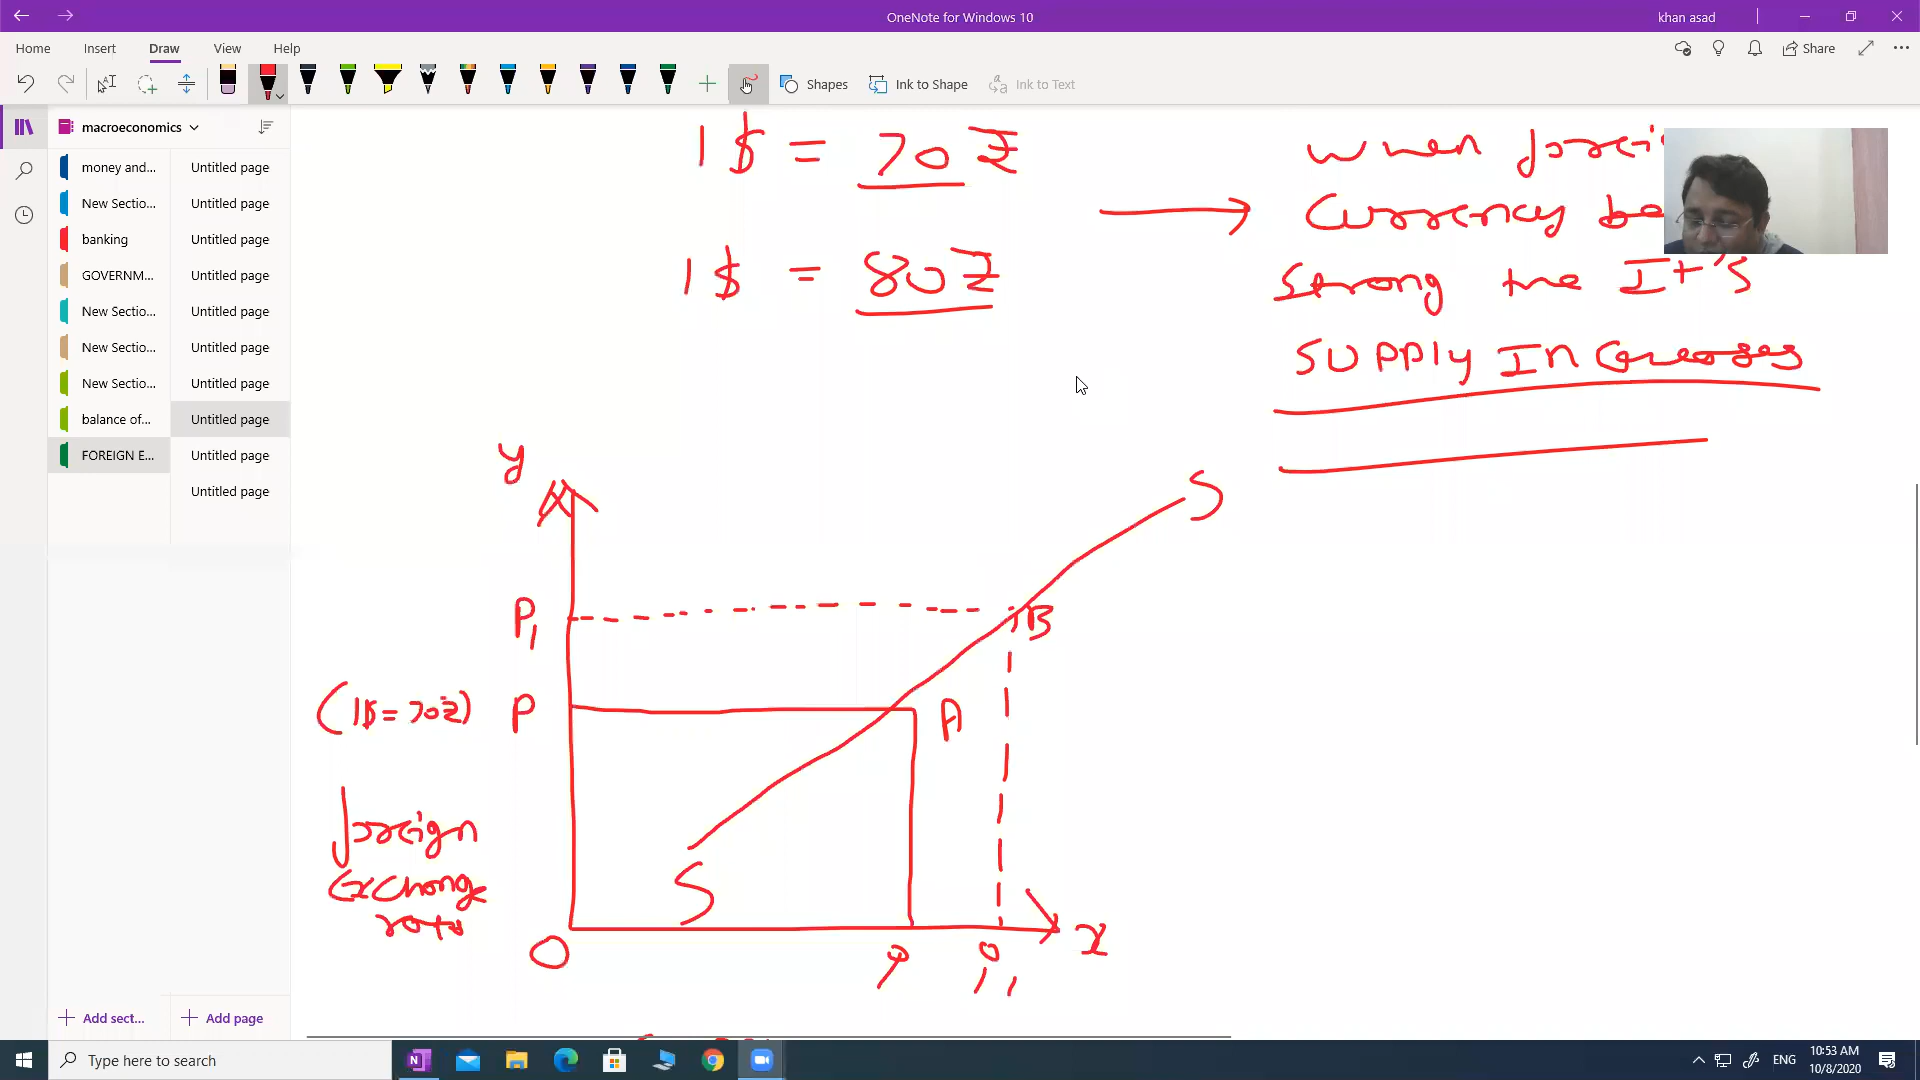 OneNote for Windows 10
khan asad
Home
Insert
Draw
View
Help
Share
Shapes
Ink to Shape
Ink to Text
macroeconomics
money and...
New Sectio...
banking
GOVERNM...
New Sectio...
New Sectio...
New Sectio...
balance of...
FOREIGN E...
Untitled page
Untitled page
Untitled page
Untitled page
Untitled page
Untitled page
Untitled page
Untitled page
Untitled page
Untitled page
Add sect...
Add page
1$ = 70₹
1$ = 80₹
when
Currency
Strong the It's
SUPPLY Increases
y
S
P1
B
(1$=70₹) P
A
foreign
exchange
rate
S
O
x
Type here to search
ENG
10:53 AM
10/8/2020